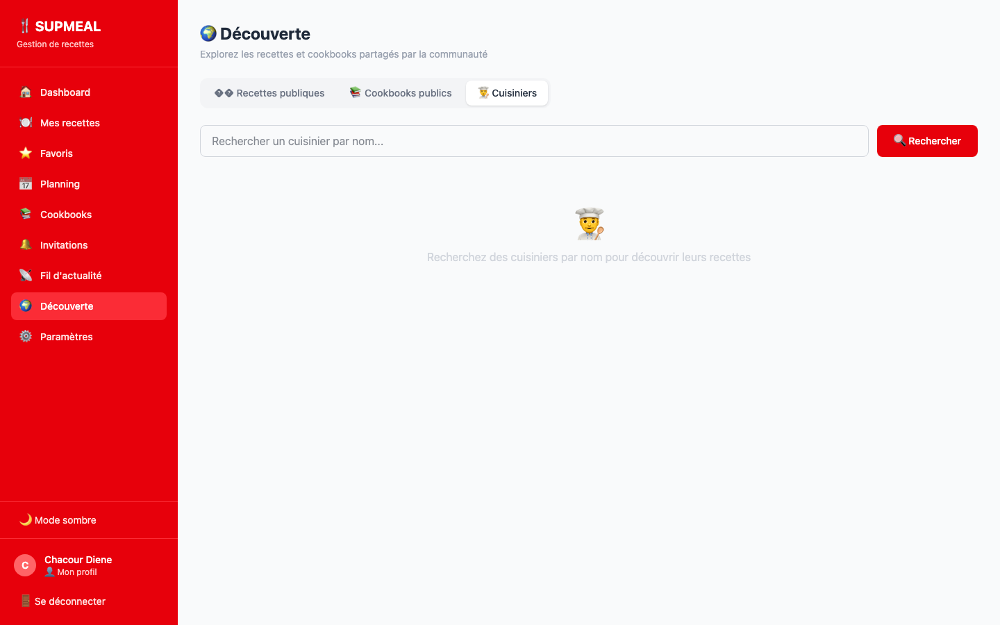 🍴 SUPMEAL
Gestion de recettes
🏠 Dashboard
🍽️ Mes recettes
⭐ Favoris
📅 Planning
📚 Cookbooks
🔔 Invitations
📡 Fil d'actualité
🌍 Découverte
⚙️ Paramètres
🌙 Mode sombre
C
Chacour Diene
👤 Mon profil
🚪 Se déconnecter
🌍 Découverte
Explorez les recettes et cookbooks partagés par la communauté
�� Recettes publiques
📚 Cookbooks publics
👨‍🍳 Cuisiniers
Rechercher un cuisinier par nom...
🔍 Rechercher
Recherchez des cuisiniers par nom pour découvrir leurs recettes